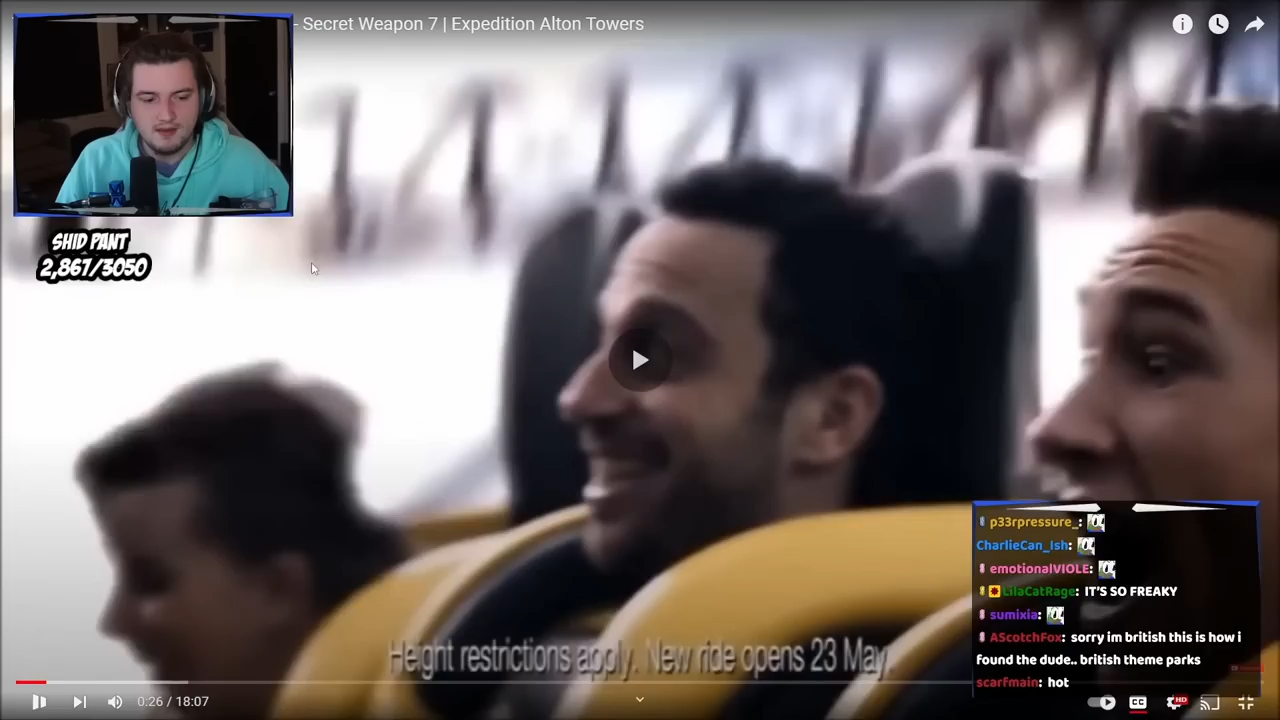 - Secret Weapon 7 | Expedition Alton Towers
SHID PANT
2,867/3050
Height restrictions apply. New ride opens 23 May.
p33rpressure_:
CharlieCan_Ish:
emotionalVIOLE:
LilaCatRage: IT'S SO FREAKY
sumixia:
AScotchFox: sorry im british this is how i
found the dude.. british theme parks
scarfmain: hot
0:26 / 18:07
CC
HD